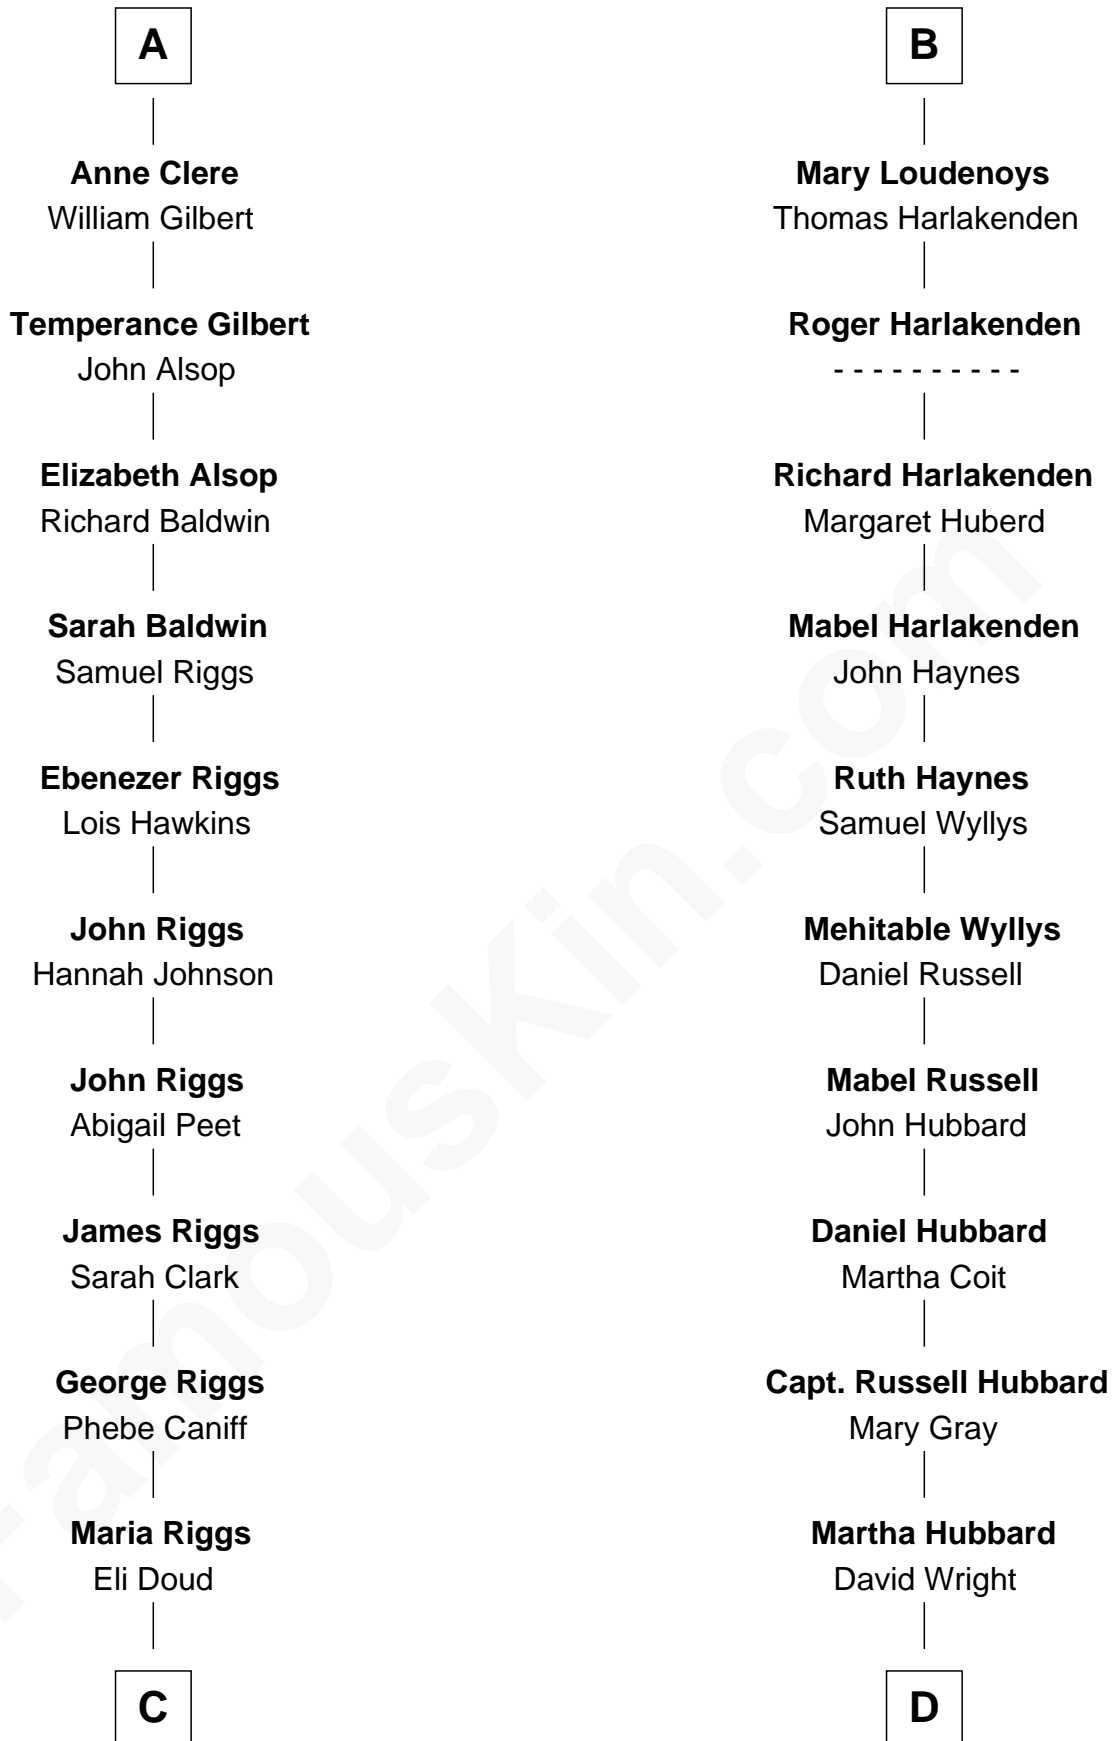 A
Anne Clere
William Gilbert
Temperance Gilbert
John Alsop
Elizabeth Alsop
Richard Baldwin
Sarah Baldwin
Samuel Riggs
Ebenezer Riggs
Lois Hawkins
John Riggs
Hannah Johnson
John Riggs
Abigail Peet
James Riggs
Sarah Clark
George Riggs
Phebe Caniff
Maria Riggs
Eli Doud
C
B
Mary Loudenoys
Thomas Harlakenden
Roger Harlakenden
- - - - - - - - - -
Richard Harlakenden
Margaret Huberd
Mabel Harlakenden
John Haynes
Ruth Haynes
Samuel Wyllys
Mehitable Wyllys
Daniel Russell
Mabel Russell
John Hubbard
Daniel Hubbard
Martha Coit
Capt. Russell Hubbard
Mary Gray
Martha Hubbard
David Wright
D
FamousKin.com